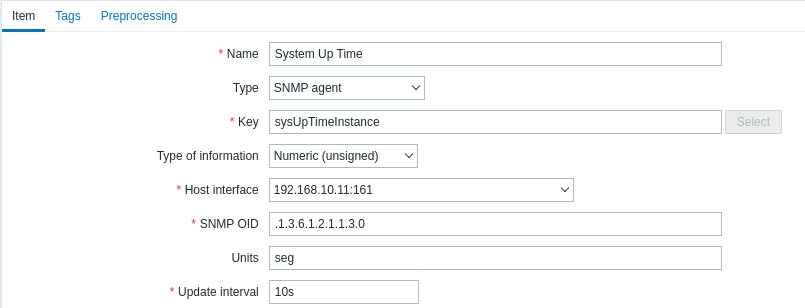 Item Tags Preprocessing
* Name System Up Time
Type SNMP agent
* Key sysUpTimeInstance Select
Type of information Numeric (unsigned)
* Host interface 192.168.10.11:161
* SNMP OID .1.3.6.1.2.1.1.3.0
Units seg
* Update interval 10s